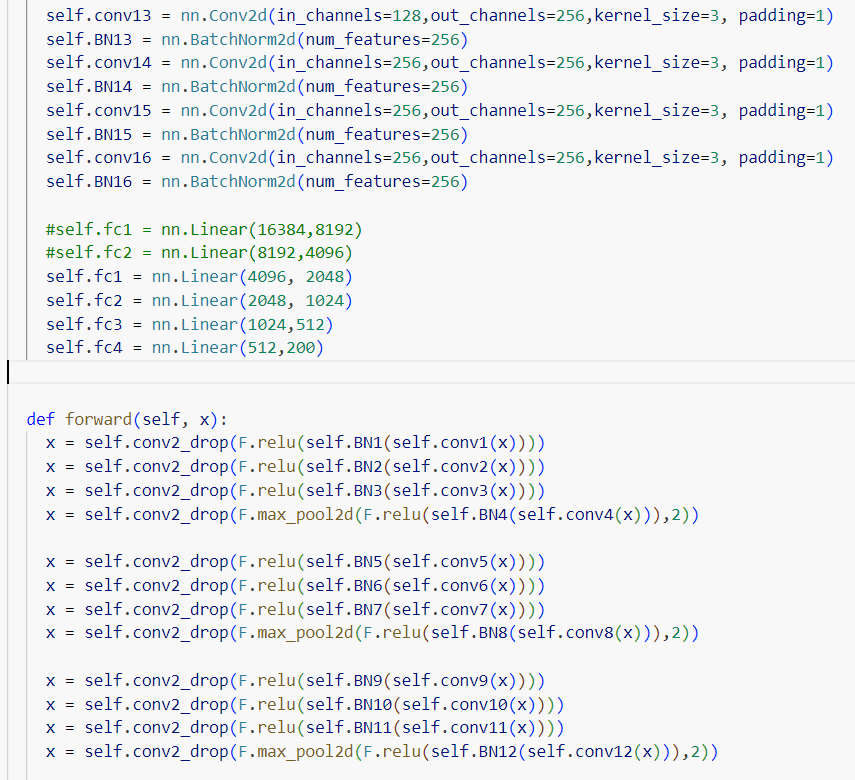 self.conv13 = nn.Conv2d(in_channels=128,out_channels=256,kernel_size=3, padding=1)
self.BN13 = nn.BatchNorm2d(num_features=256)
self.conv14 = nn.Conv2d(in_channels=256,out_channels=256,kernel_size=3, padding=1)
self.BN14 = nn.BatchNorm2d(num_features=256)
self.conv15 = nn.Conv2d(in_channels=256,out_channels=256,kernel_size=3, padding=1)
self.BN15 = nn.BatchNorm2d(num_features=256)
self.conv16 = nn.Conv2d(in_channels=256,out_channels=256,kernel_size=3, padding=1)
self.BN16 = nn.BatchNorm2d(num_features=256)
#self.fc1 = nn.Linear(16384,8192)
#self.fc2 = nn.Linear(8192,4096)
self.fc1 = nn.Linear(4096, 2048)
self.fc2 = nn.Linear(2048, 1024)
self.fc3 = nn.Linear(1024,512)
self.fc4 = nn.Linear(512,200)
def forward(self, x):
x = self.conv2_drop(F.relu(self.BN1(self.conv1(x))))
x = self.conv2_drop(F.relu(self.BN2(self.conv2(x))))
x = self.conv2_drop(F.relu(self.BN3(self.conv3(x))))
x = self.conv2_drop(F.max_pool2d(F.relu(self.BN4(self.conv4(x))),2))
x = self.conv2_drop(F.relu(self.BN5(self.conv5(x))))
x = self.conv2_drop(F.relu(self.BN6(self.conv6(x))))
x = self.conv2_drop(F.relu(self.BN7(self.conv7(x))))
x = self.conv2_drop(F.max_pool2d(F.relu(self.BN8(self.conv8(x))),2))
x = self.conv2_drop(F.relu(self.BN9(self.conv9(x))))
x = self.conv2_drop(F.relu(self.BN10(self.conv10(x))))
x = self.conv2_drop(F.relu(self.BN11(self.conv11(x))))
x = self.conv2_drop(F.max_pool2d(F.relu(self.BN12(self.conv12(x))),2))